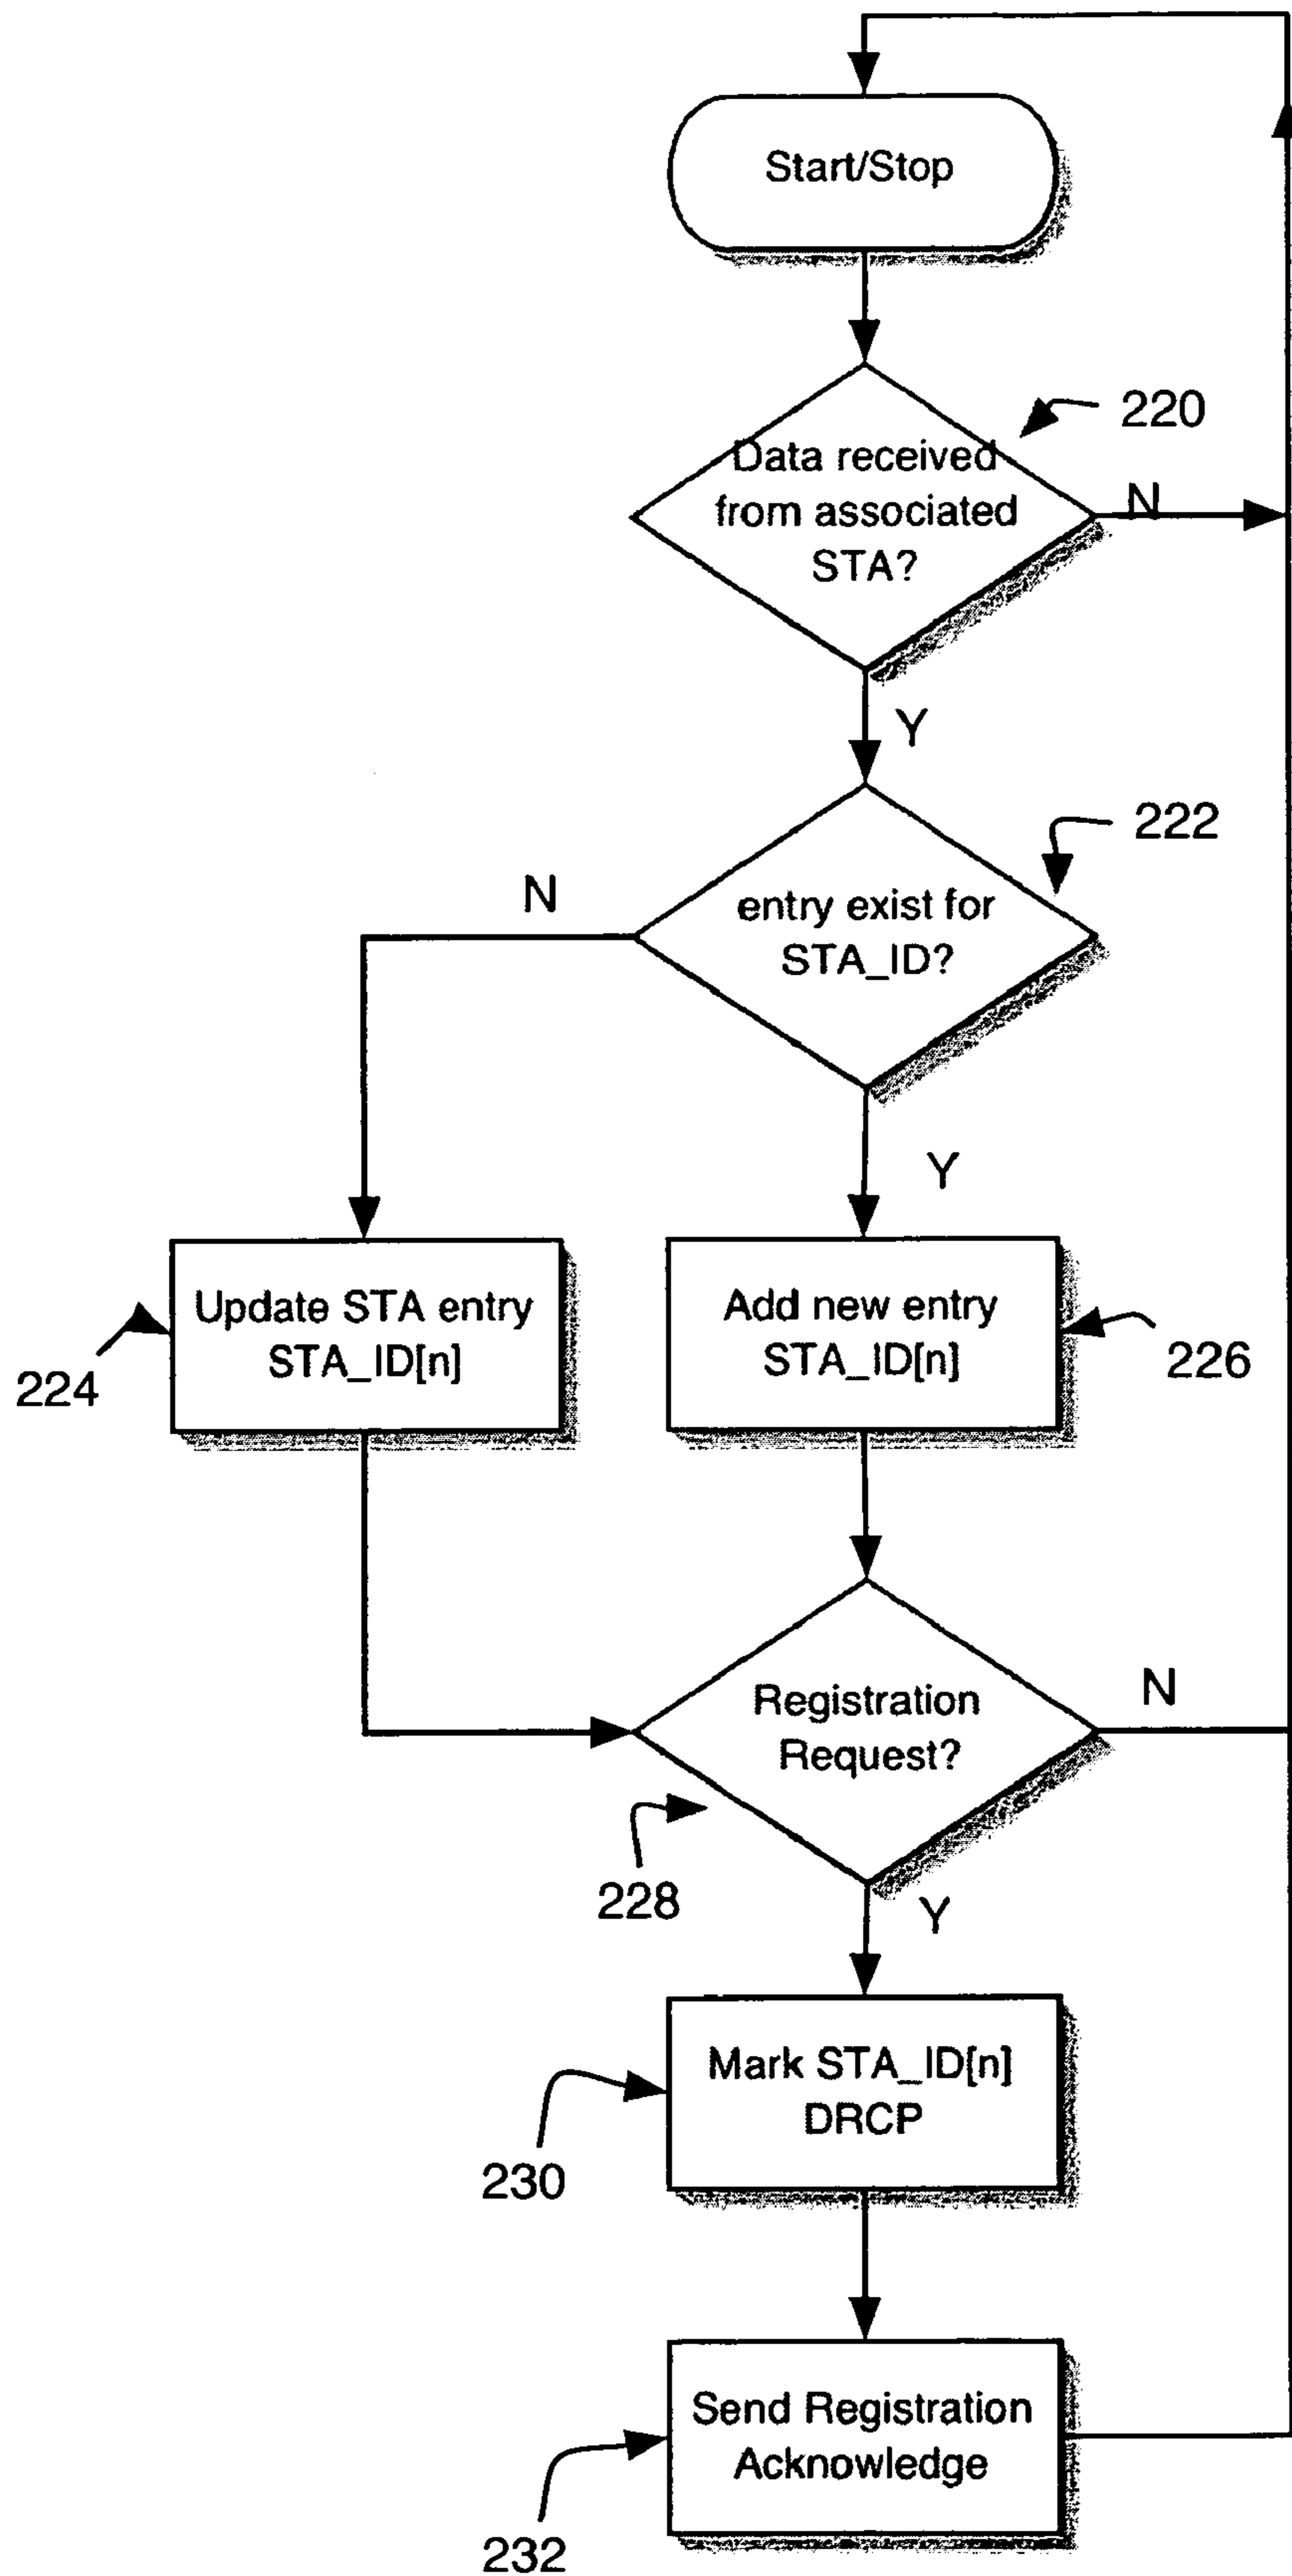 Start/Stop
220
Data received
from associated
STA?
N
Y
222
entry exist for
STA_ID?
N
Y
Update STA entry
STA_ID[n]
224
Add new entry
STA_ID[n]
226
Registration
Request?
N
228
Y
Mark STA_ID[n]
DRCP
230
Send Registration
Acknowledge
232